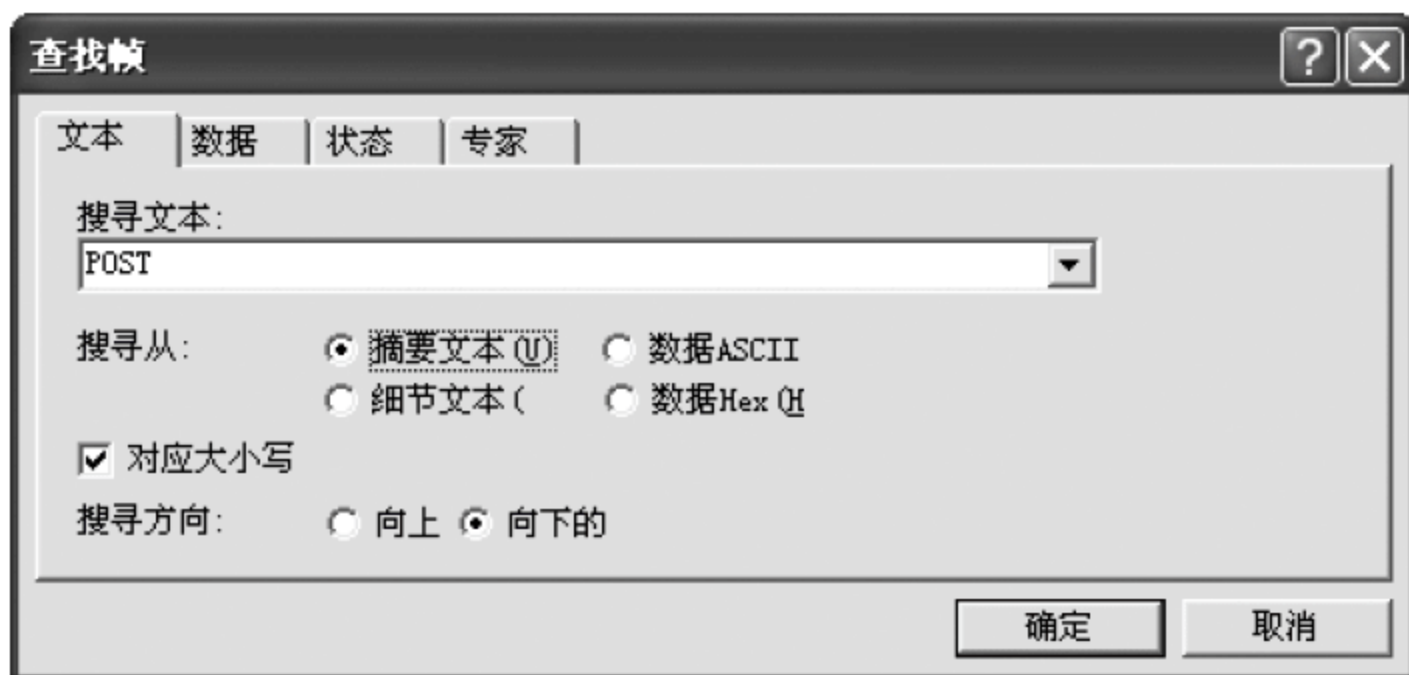 查找帧
文本 数据 状态 专家
搜寻文本:
POST
搜寻从: 摘要文本(U) 数据ASCII
细节文本( 数据Hex(H
对应大小写
搜寻方向: 向上 向下的
确定 取消